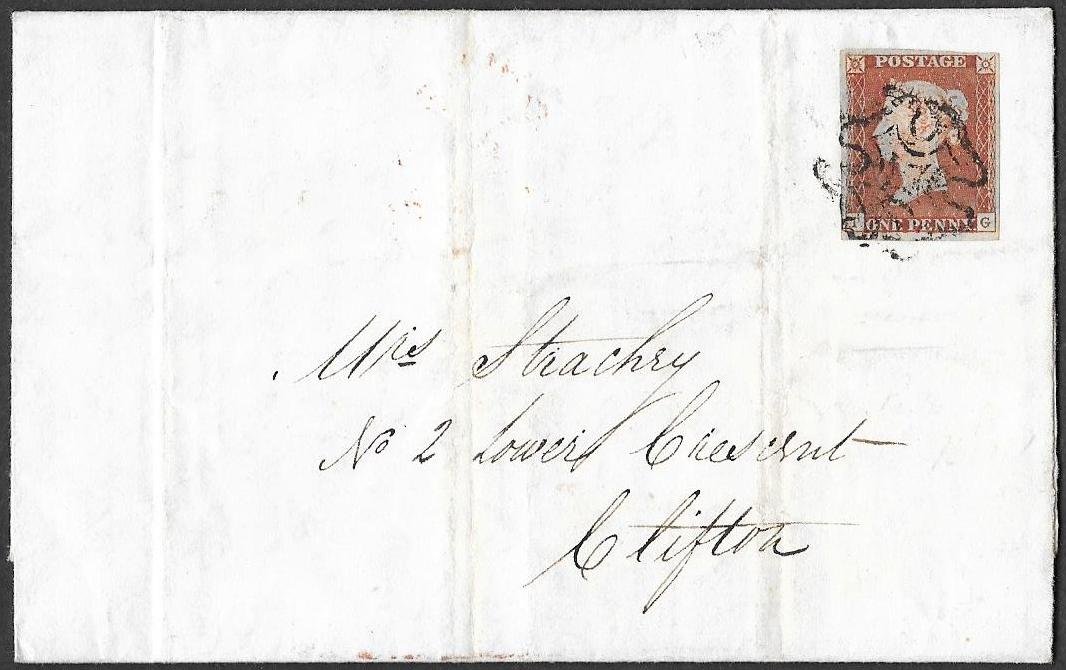 POSTAGE
ONE PENNY
G
Mrs Strachey
No 2 Lower Crescent
Clifton